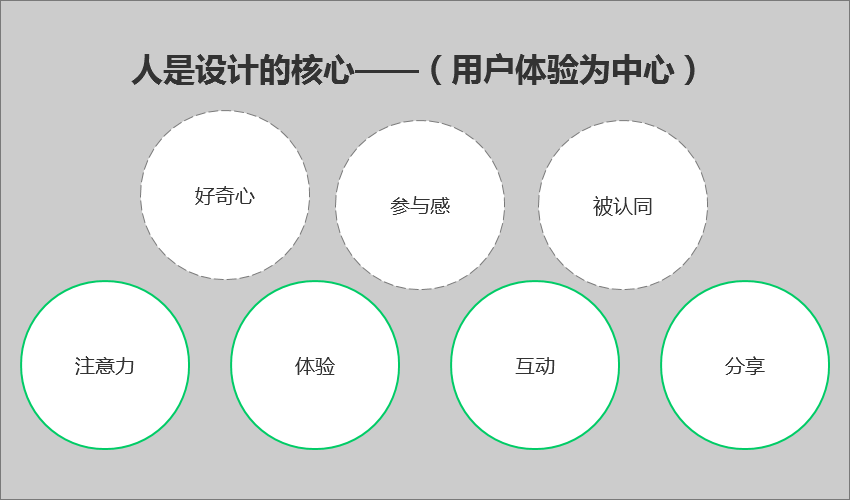 人是设计的核心——（用户体验为中心）
好奇心
参与感
被认同
注意力
体验
互动
分享